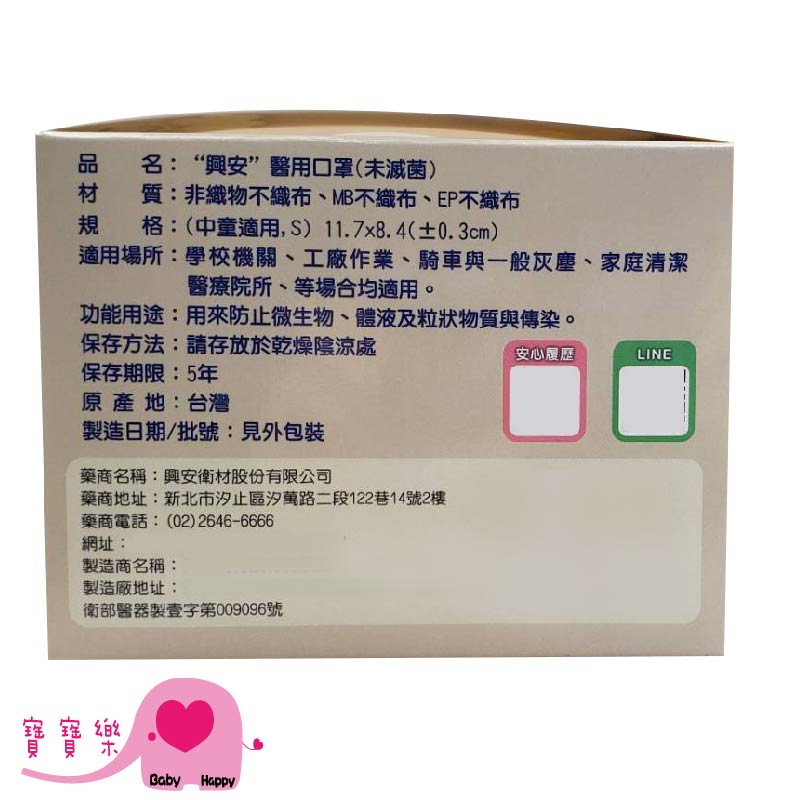 品　　名：“興安”醫用口罩(未滅菌)
材　　質：非織物不織布、MB不織布、EP不織布
規　　格：(中童適用,S) 11.7×8.4(±0.3cm)
適用場所：學校機關、工廠作業、騎車與一般灰塵、家庭清潔
醫療院所、等場合均適用。
功能用途：用來防止微生物、體液及粒狀物質與傳染。
保存方法：請存放於乾燥陰涼處
保存期限：5年
原 產 地：台灣
製造日期/批號：見外包裝
安心履歷
LINE
藥商名稱：興安衛材股份有限公司
藥商地址：新北市汐止區汐萬路二段122巷14號2樓
藥商電話：(02)2646-6666
網址：
製造商名稱：
製造廠地址：
衛部醫器製壹字第009096號
寶寶樂
Baby Happy